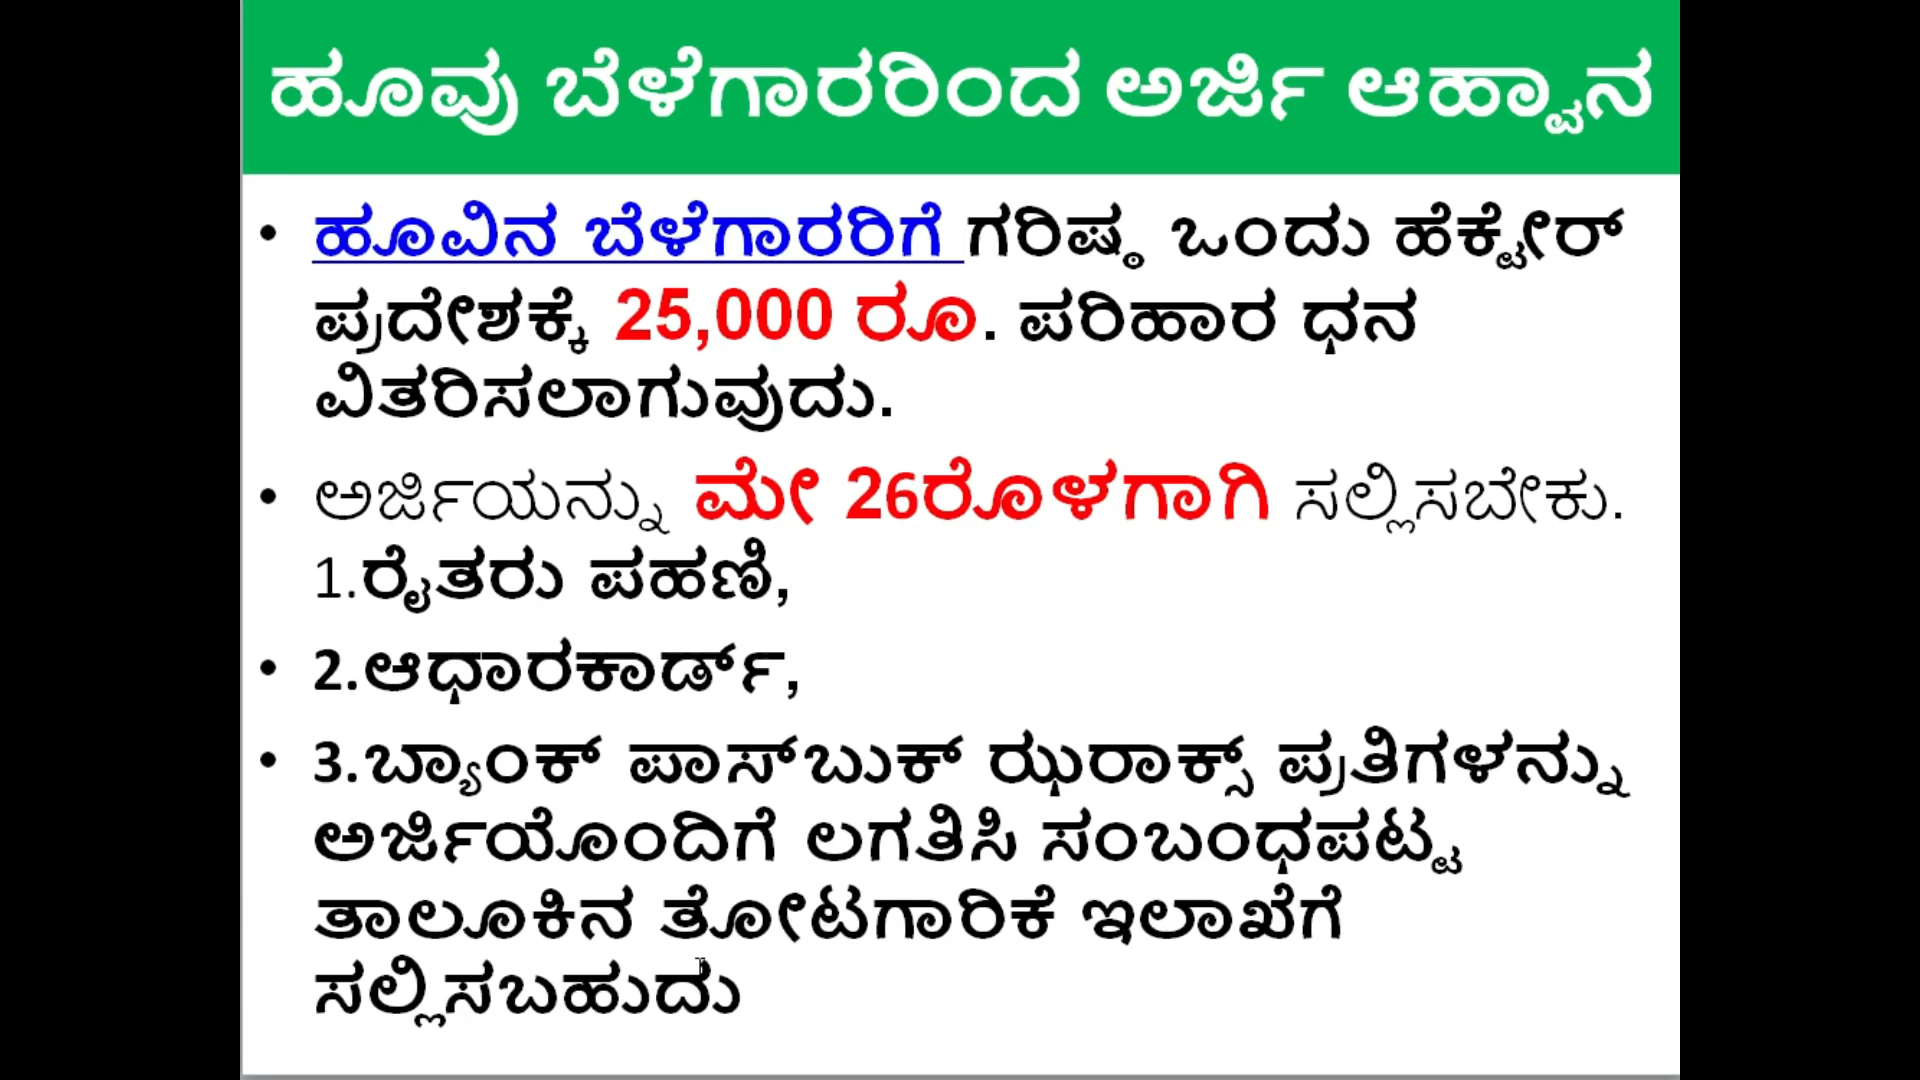 ಹೂವು ಬೆಳೆಗಾರರಿಂದ ಅರ್ಜಿ ಆಹ್ವಾನ
• ಹೂವಿನ ಬೆಳೆಗಾರರಿಗೆ ಗರಿಷ್ಠ ಒಂದು ಹೆಕ್ಟೇರ್
ಪ್ರದೇಶಕ್ಕೆ 25,000 ರೂ. ಪರಿಹಾರ ಧನ
ವಿತರಿಸಲಾಗುವುದು.
• ಅರ್ಜಿಯನ್ನು ಮೇ 26ರೊಳಗಾಗಿ ಸಲ್ಲಿಸಬೇಕು.
1.ರೈತರು ಪಹಣಿ,
• 2.ಆಧಾರಕಾರ್ಡ್,
• 3.ಬ್ಯಾಂಕ್ ಪಾಸ್‌ಬುಕ್ ಝರಾಕ್ಸ್ ಪ್ರತಿಗಳನ್ನು
ಅರ್ಜಿಯೊಂದಿಗೆ ಲಗತಿಸಿ ಸಂಬಂಧಪಟ್ಟ
ತಾಲೂಕಿನ ತೋಟಗಾರಿಕೆ ಇಲಾಖೆಗೆ
ಸಲ್ಲಿಸಬಹುದು